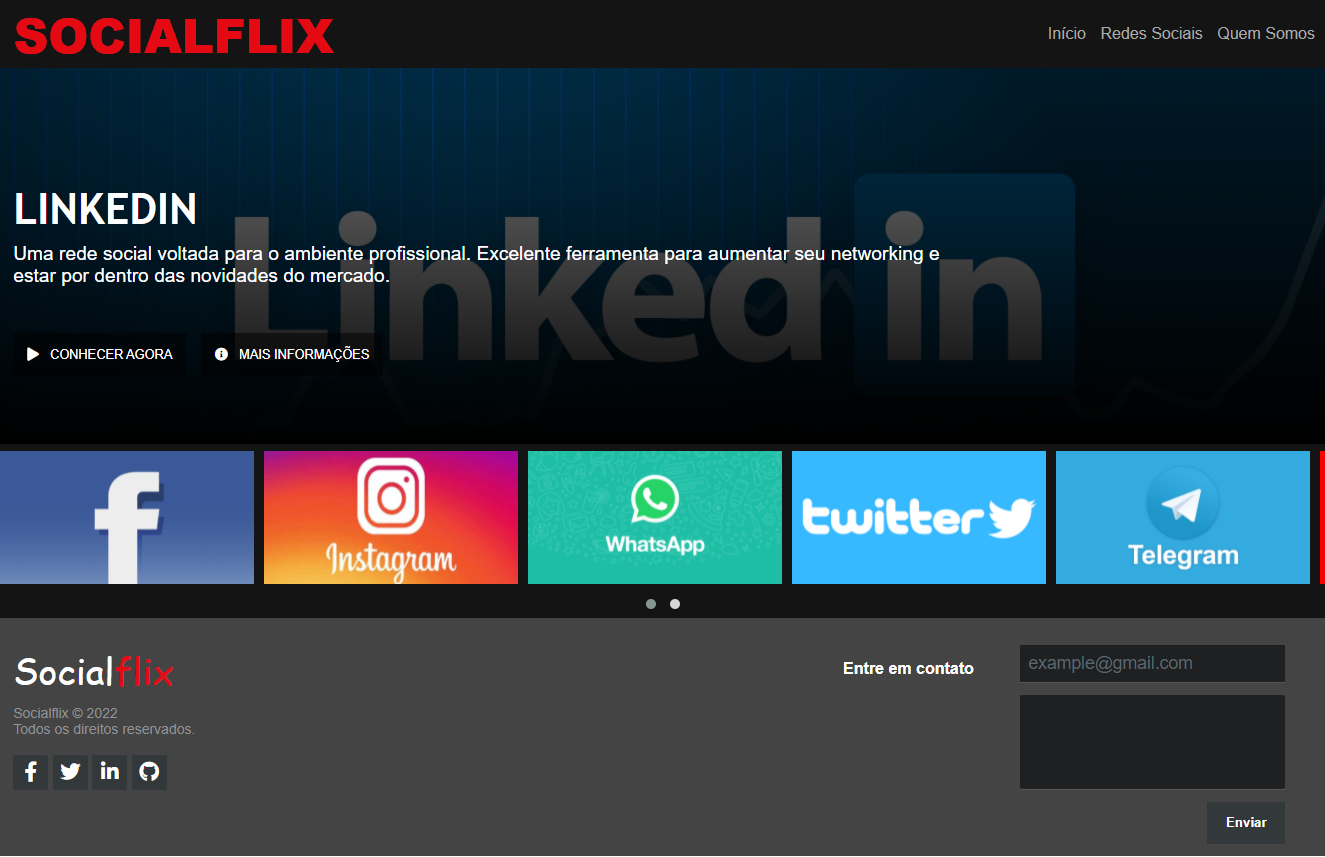 SOCIALFLIX
Início Redes Sociais Quem Somos
Linked in
LINKEDIN
Uma rede social voltada para o ambiente profissional. Excelente ferramenta para aumentar seu networking e
estar por dentro das novidades do mercado.
CONHECER AGORA MAIS INFORMAÇÕES
Instagram
WhatsApp
twitter
Telegram
Socialflix
Socialflix © 2022
Todos os direitos reservados.
Entre em contato
example@gmail.com
Enviar